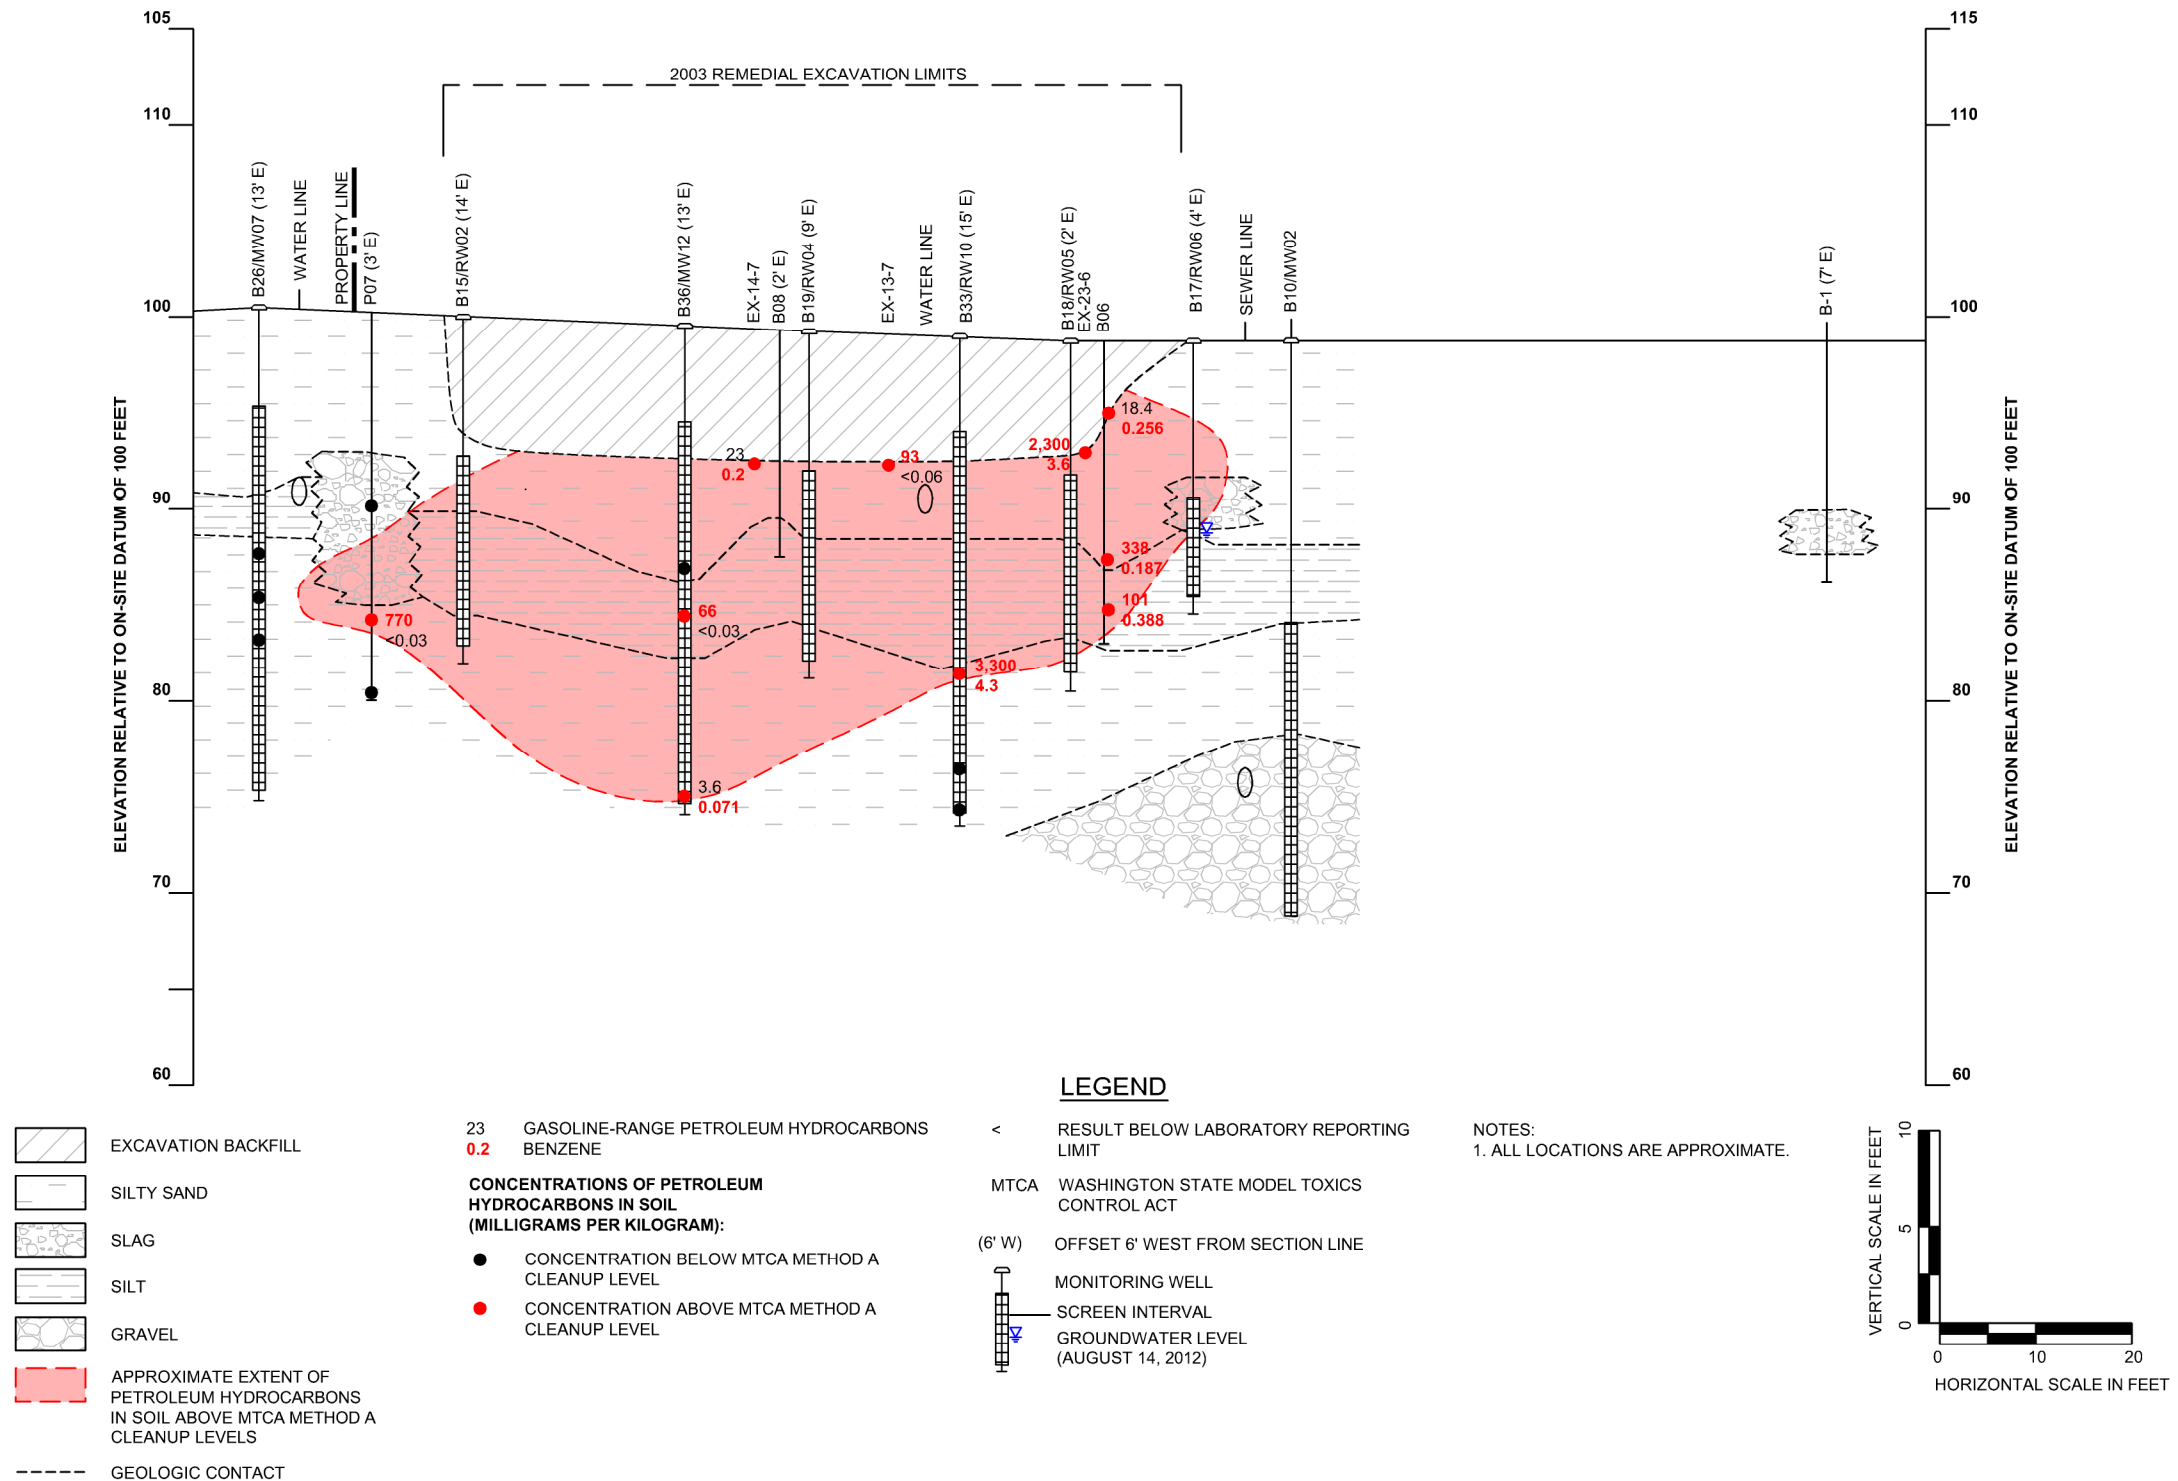 105
115
2003 REMEDIAL EXCAVATION LIMITS
110
110
B26/MW07 (13' E)
WATER LINE
PROPERTY LINE
P07 (3' E)
B15/RW02 (14' E)
B36/MW12 (13' E)
EX-14-7
B08 (2' E)
B19/RW04 (9' E)
EX-13-7
WATER LINE
B33/RW10 (15' E)
B18/RW05 (2' E)
EX-23-6
B06
B17/RW06 (4' E)
SEWER LINE
B10/MW02
B-1 (7' E)
100
100
ELEVATION RELATIVE TO ON-SITE DATUM OF 100 FEET
ELEVATION RELATIVE TO ON-SITE DATUM OF 100 FEET
18.4
0.256
2,300
3.6
23
0.2
93
<0.06
90
90
338
0.187
101
0.388
66
<0.03
770
<0.03
3,300
4.3
80
80
3.6
0.071
70
70
60
60
LEGEND
EXCAVATION BACKFILL
SILTY SAND
SLAG
SILT
GRAVEL
APPROXIMATE EXTENT OF
PETROLEUM HYDROCARBONS
IN SOIL ABOVE MTCA METHOD A
CLEANUP LEVELS
GEOLOGIC CONTACT
23 GASOLINE-RANGE PETROLEUM HYDROCARBONS
0.2 BENZENE
CONCENTRATIONS OF PETROLEUM
HYDROCARBONS IN SOIL
(MILLIGRAMS PER KILOGRAM):
CONCENTRATION BELOW MTCA METHOD A
CLEANUP LEVEL
CONCENTRATION ABOVE MTCA METHOD A
CLEANUP LEVEL
< RESULT BELOW LABORATORY REPORTING
LIMIT
MTCA WASHINGTON STATE MODEL TOXICS
CONTROL ACT
(6' W) OFFSET 6' WEST FROM SECTION LINE
MONITORING WELL
SCREEN INTERVAL
GROUNDWATER LEVEL
(AUGUST 14, 2012)
NOTES:
1. ALL LOCATIONS ARE APPROXIMATE.
VERTICAL SCALE IN FEET
10
5
0
0 10 20
HORIZONTAL SCALE IN FEET